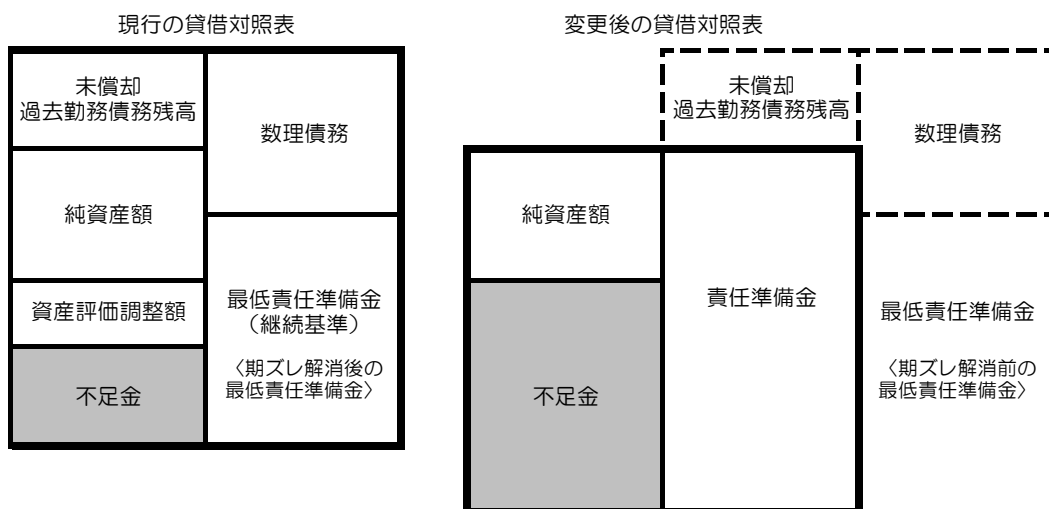 現行の貸借対照表
未償却
過去勤務債務残高
純資産額
資産評価調整額
不足金
数理債務
最低責任準備金
（継続基準）
〈期ズレ解消後の
最低責任準備金〉
変更後の貸借対照表
純資産額
不足金
未償却
過去勤務債務残高
責任準備金
数理債務
最低責任準備金
〈期ズレ解消前の
最低責任準備金〉